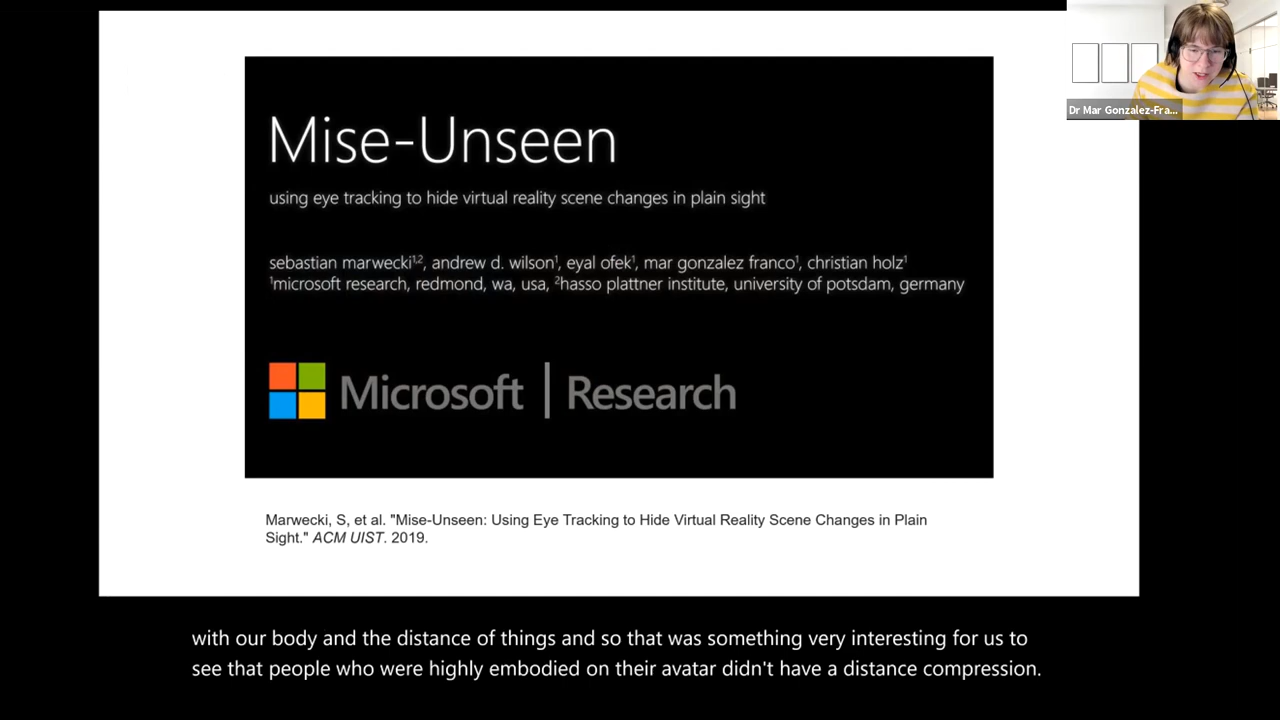 Dr Mar Gonzalez-Fra...
Mise-Unseen
using eye tracking to hide virtual reality scene changes in plain sight
sebastian marwecki¹,², andrew d. wilson¹, eyal ofek¹, mar gonzalez franco¹, christian holz¹
¹microsoft research, redmond, wa, usa, ²hasso plattner institute, university of potsdam, germany
Microsoft | Research
Marwecki, S, et al. "Mise-Unseen: Using Eye Tracking to Hide Virtual Reality Scene Changes in Plain
Sight." ACM UIST. 2019.
with our body and the distance of things and so that was something very interesting for us to
see that people who were highly embodied on their avatar didn't have a distance compression.